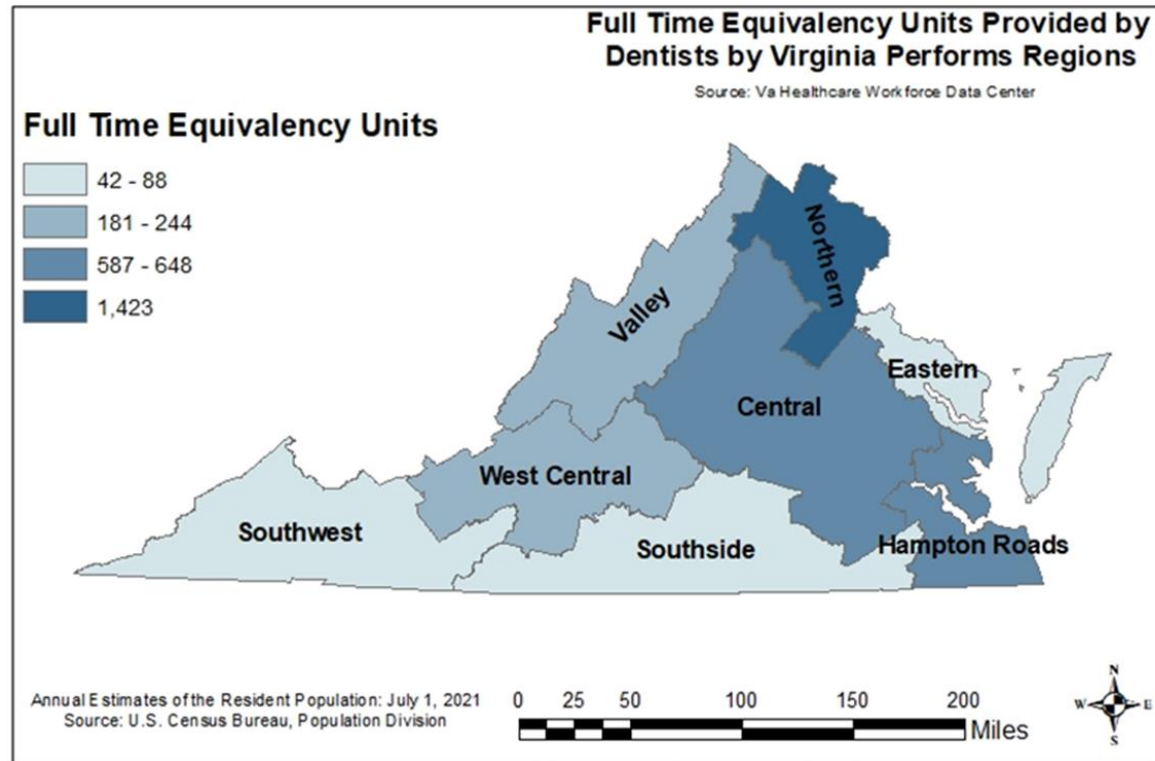 Full Time Equivalency Units Provided by
Dentists by Virginia Performs Regions
Source: Va Healthcare Workforce Data Center
Full Time Equivalency Units
42 - 88
181 - 244
587 - 648
1,423
Northern
Valley
Eastern
Central
West Central
Southwest
Southside
Hampton Roads
Annual Estimates of the Resident Population: July 1, 2021
Source: U.S. Census Bureau, Population Division
0 25 50 100 150 200
Miles
N
W E
S